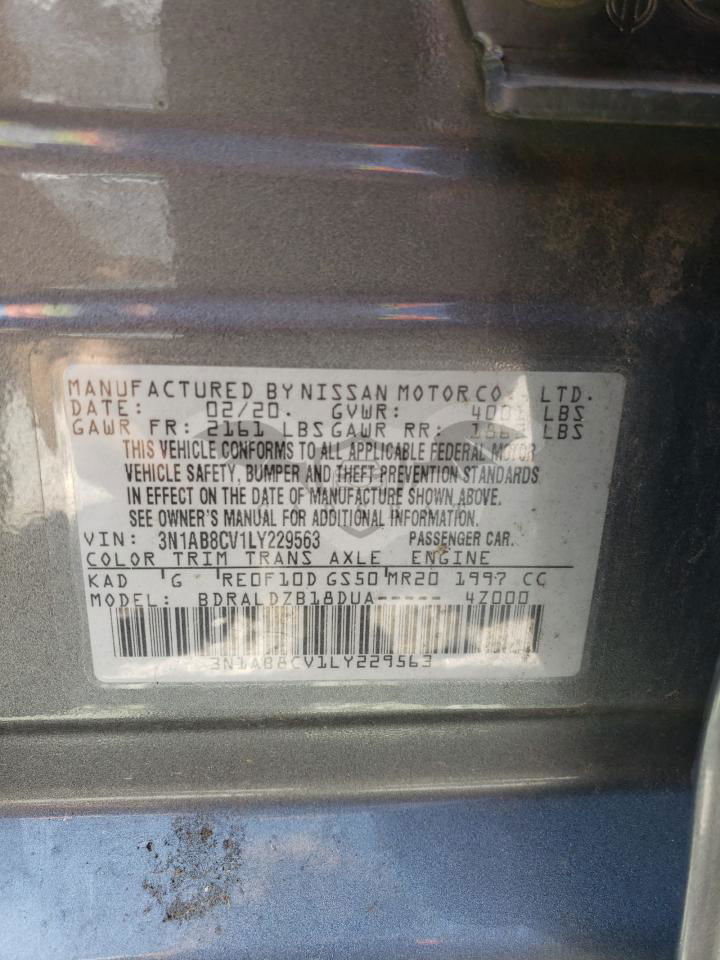 MANUFACTURED BY NISSAN MOTOR CO., LTD.
DATE: 02/20. GVWR: 4001 LBS
GAWR FR: 2161 LBS GAWR RR: LBS
THIS VEHICLE CONFORMS TO ALL APPLICABLE FEDERAL MOTOR
VEHICLE SAFETY, BUMPER AND THEFT PREVENTION STANDARDS
IN EFFECT ON THE DATE OF MANUFACTURE SHOWN ABOVE.
SEE OWNER'S MANUAL FOR ADDITIONAL INFORMATION.
VIN: 3N1AB8CV1LY229563 PASSENGER CAR.
COLOR TRIM TRANS AXLE ENGINE
KAD G RE0F10D GS50 MR20 1997 CC
MODEL: BDRALDZB18DUA----- 4Z000
3N1AB8CV1LY229563